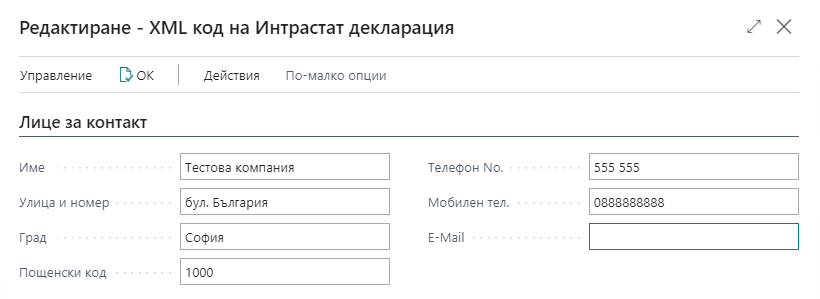 Редактиране - XML код на Интрастат декларация
Управление OK Действия По-малко опции
Лице за контакт
Име Тестова компания Телефон No. 555 555
Улица и номер бул. България Мобилен тел. 0888888888
Град София E-Mail
Пощенски код 1000